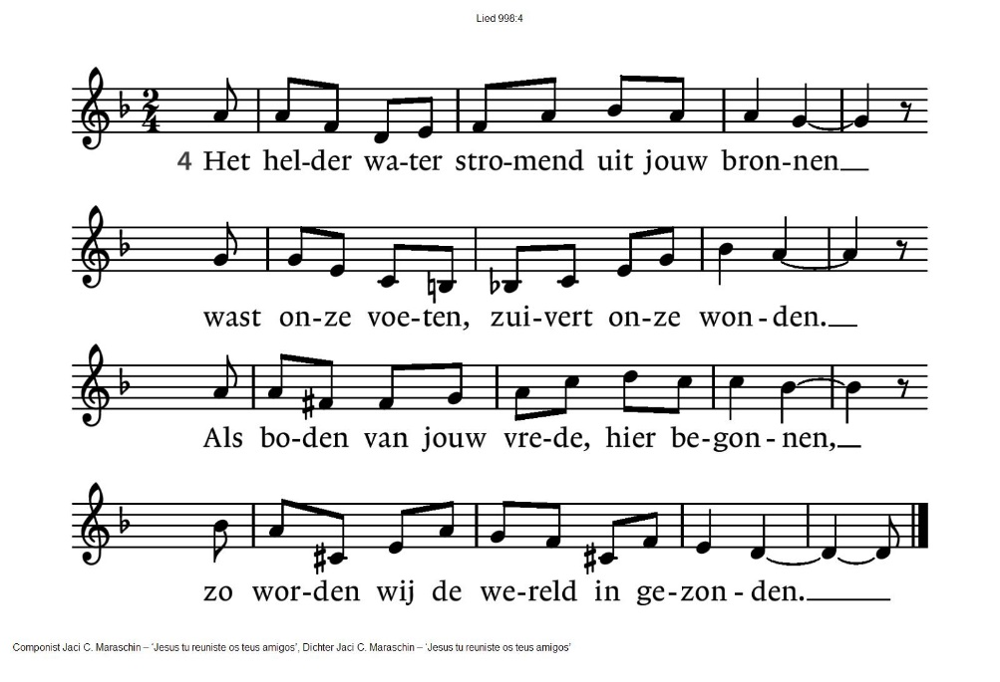 Lied 998:4
2
4
4 Het hel-der wa-ter stro-mend uit jouw bron-nen
wast on-ze voe-ten, zui-vert on-ze won-den.
Als bo-den van jouw vre-de, hier be-gon-nen,
zo wor-den wij de we-reld in ge-zon-den.
Componist Jaci C. Maraschin – 'Jesus tu reuniste os teus amigos', Dichter Jaci C. Maraschin – 'Jesus tu reuniste os teus amigos'